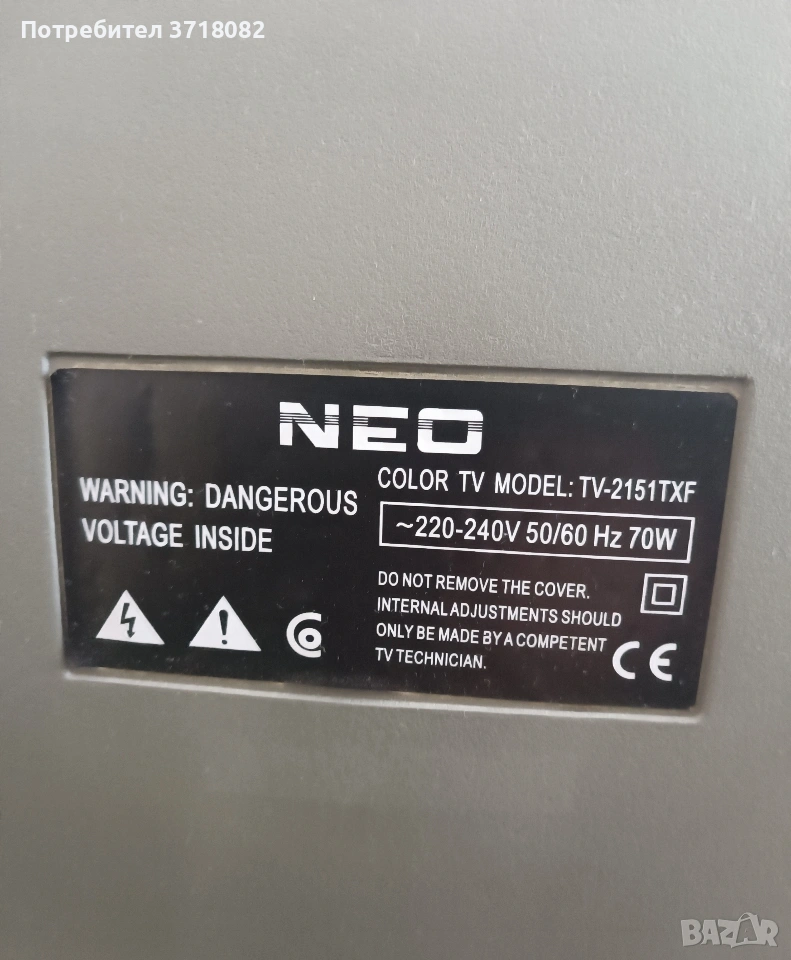 Потребител 3718082
NEO
WARNING: DANGEROUS
VOLTAGE INSIDE
COLOR TV MODEL: TV-2151TXF
~220-240V 50/60 Hz 70W
DO NOT REMOVE THE COVER.
INTERNAL ADJUSTMENTS SHOULD
ONLY BE MADE BY A COMPETENT
TV TECHNICIAN.
CE
BAZAR